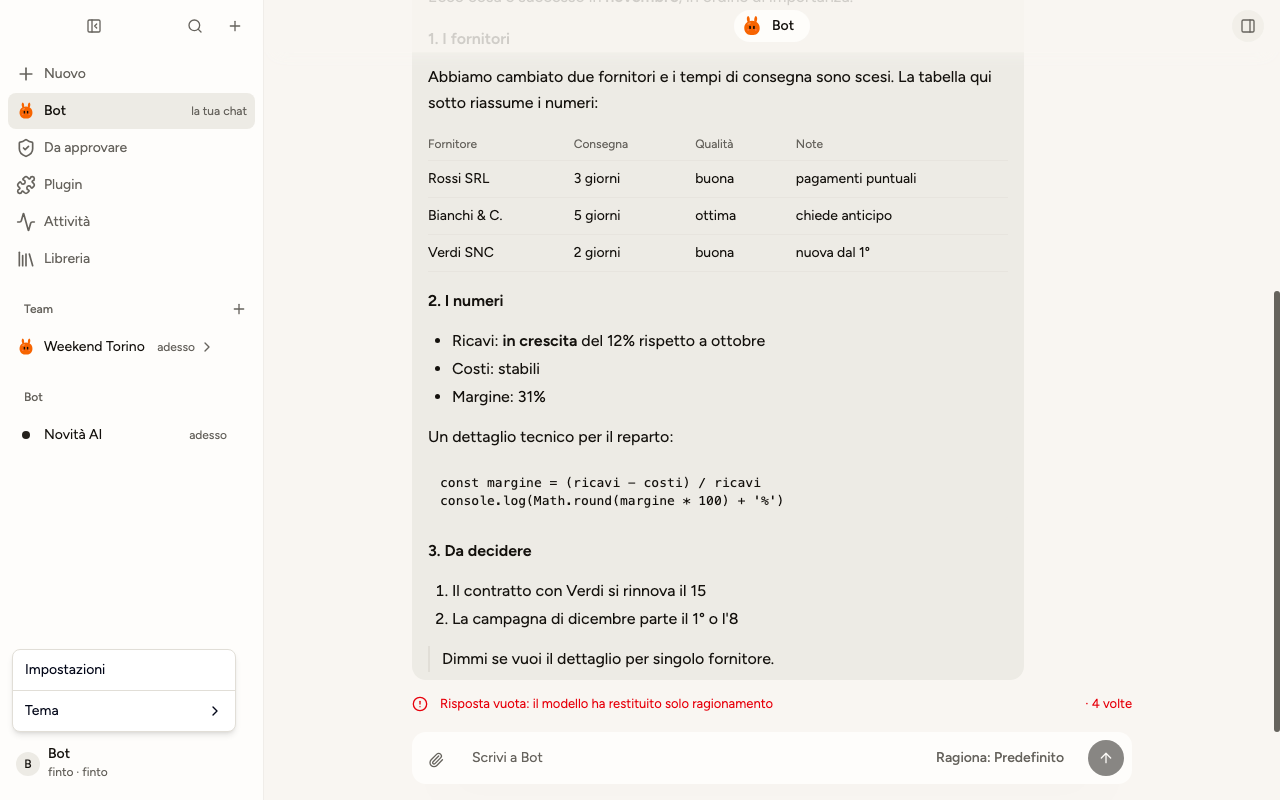 Nuovo
Bot
la tua chat
Da approvare
Plugin
Attività
Libreria
Team
Weekend Torino
adesso
Bot
Novità AI
adesso
Impostazioni
Tema
B
Bot
finto · finto
Bot
1. I fornitori
Abbiamo cambiato due fornitori e i tempi di consegna sono scesi. La tabella qui
sotto riassume i numeri:
Fornitore Consegna Qualità Note
Rossi SRL 3 giorni buona pagamenti puntuali
Bianchi & C. 5 giorni ottima chiede anticipo
Verdi SNC 2 giorni buona nuova dal 1°
2. I numeri
• Ricavi: in crescita del 12% rispetto a ottobre
• Costi: stabili
• Margine: 31%
Un dettaglio tecnico per il reparto:
const margine = (ricavi − costi) / ricavi
console.log(Math.round(margine * 100) + '%')
3. Da decidere
1. Il contratto con Verdi si rinnova il 15
2. La campagna di dicembre parte il 1° o l'8
Dimmi se vuoi il dettaglio per singolo fornitore.
Risposta vuota: il modello ha restituito solo ragionamento
· 4 volte
Scrivi a Bot
Ragiona: Predefinito